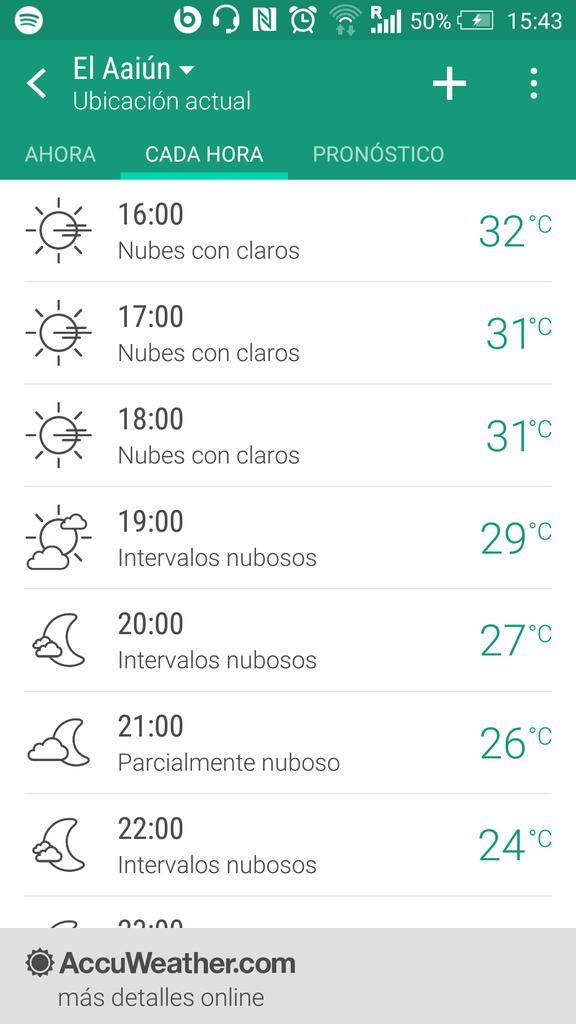 50% 15:43
El Aaiún
Ubicación actual
AHORA CADA HORA PRONÓSTICO
16:00
Nubes con claros
32°C
17:00
Nubes con claros
31°C
18:00
Nubes con claros
31°C
19:00
Intervalos nubosos
29°C
20:00
Intervalos nubosos
27°C
21:00
Parcialmente nuboso
26°C
22:00
Intervalos nubosos
24°C
AccuWeather.com
más detalles online